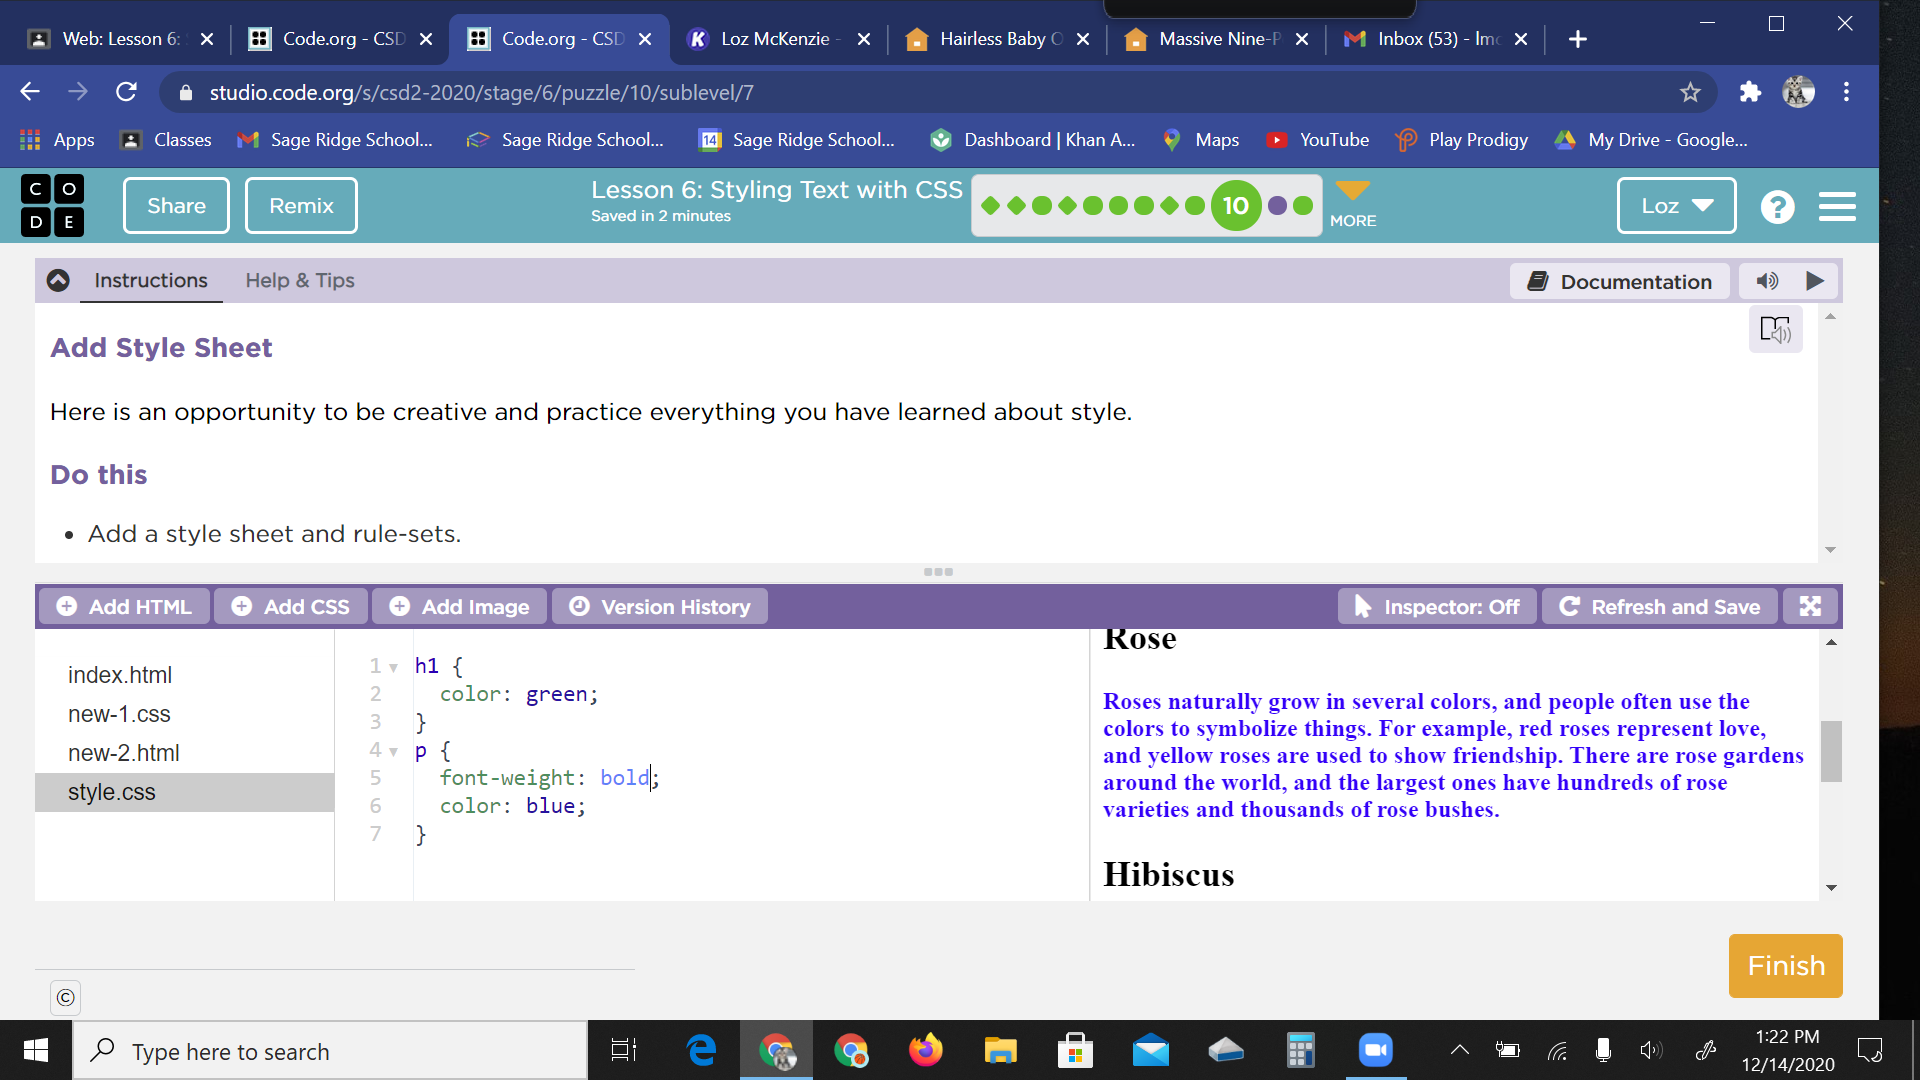 Web: Lesson 6: Code.org - CSD Code.org - CSD Loz McKenzie - Hairless Baby Massive Nine-P Inbox (53) - lmc
studio.code.org/s/csd2-2020/stage/6/puzzle/10/sublevel/7
Apps Classes Sage Ridge School... Sage Ridge School... 14 Sage Ridge School... Dashboard | Khan A... Maps YouTube Play Prodigy My Drive - Google...
C O
D E
Share Remix
Lesson 6: Styling Text with CSS
Saved in 2 minutes
10
MORE
Loz
?
Instructions Help & Tips Documentation
Add Style Sheet
Here is an opportunity to be creative and practice everything you have learned about style.
Do this
• Add a style sheet and rule-sets.
Add HTML Add CSS Add Image Version History Inspector: Off Refresh and Save
index.html
new-1.css
new-2.html
style.css
1 h1 {
2 color: green;
3 }
4 p {
5 font-weight: bold;
6 color: blue;
7 }
Rose
Roses naturally grow in several colors, and people often use the
colors to symbolize things. For example, red roses represent love,
and yellow roses are used to show friendship. There are rose gardens
around the world, and the largest ones have hundreds of rose
varieties and thousands of rose bushes.
Hibiscus
Finish
©
Type here to search
1:22 PM
12/14/2020